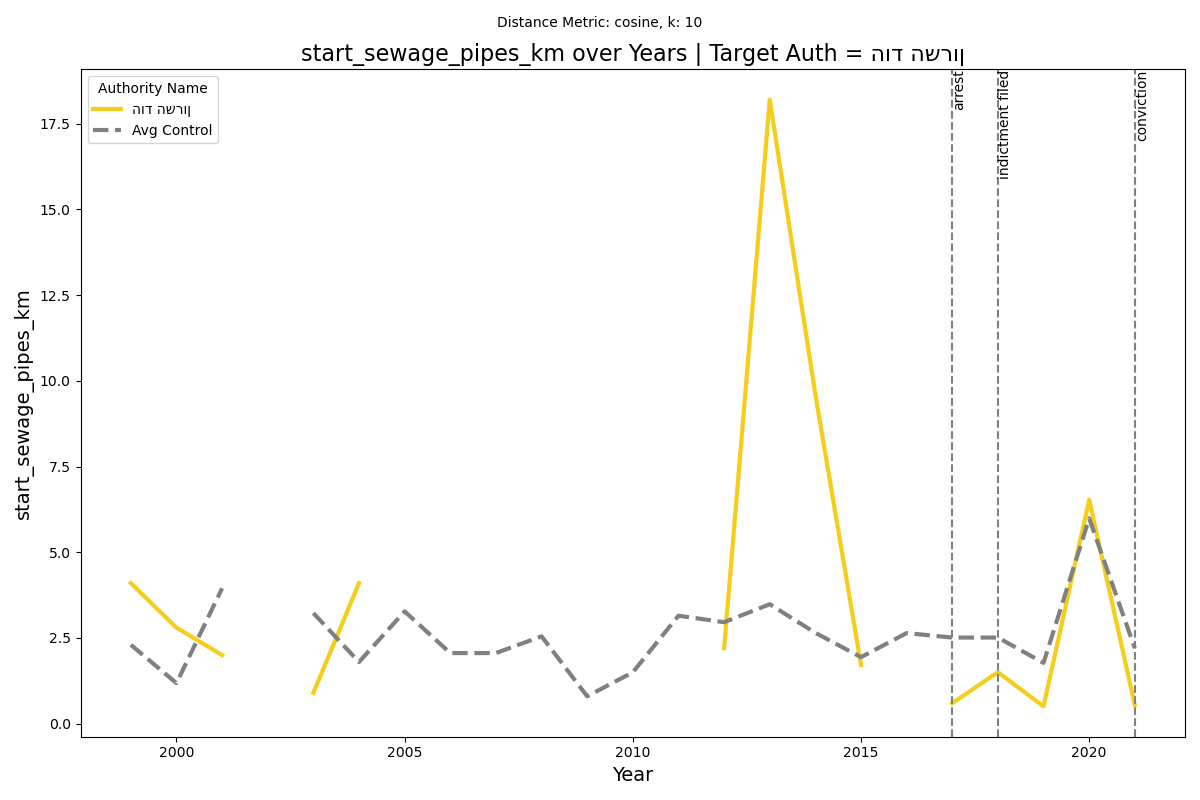 Distance Metric: cosine, k: 10
start_sewage_pipes_km over Years | Target Auth = הוד השרון
Authority Name
הוד השרון
Avg Control
arrest
indictment filed
conviction
start_sewage_pipes_km
17.5
15.0
12.5
10.0
7.5
5.0
2.5
0.0
2000
2005
2010
2015
2020
Year